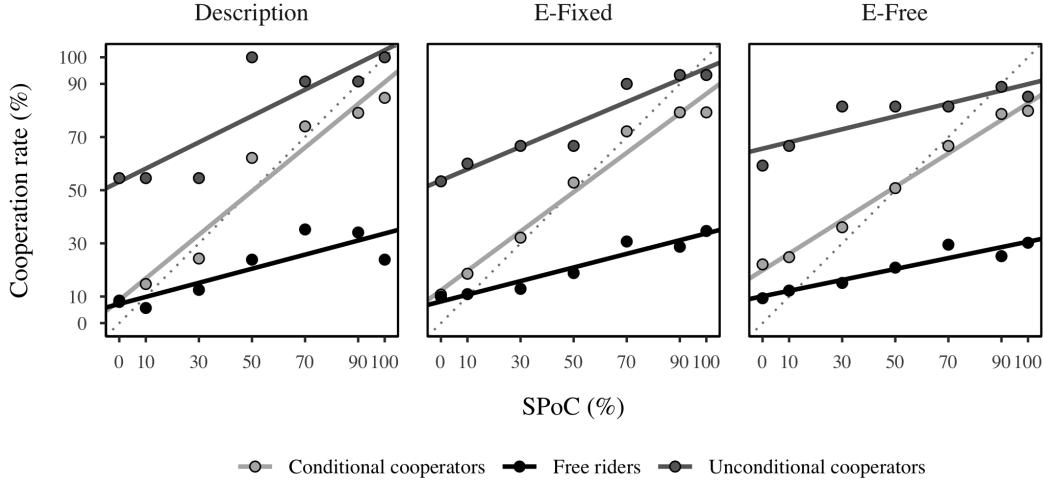 Description E-Fixed E-Free
Cooperation rate (%)
100
90
70
50
30
10
0
0 10 30 50 70 90 100 0 10 30 50 70 90 100 0 10 30 50 70 90 100
SPoC (%)
Conditional cooperators Free riders Unconditional cooperators